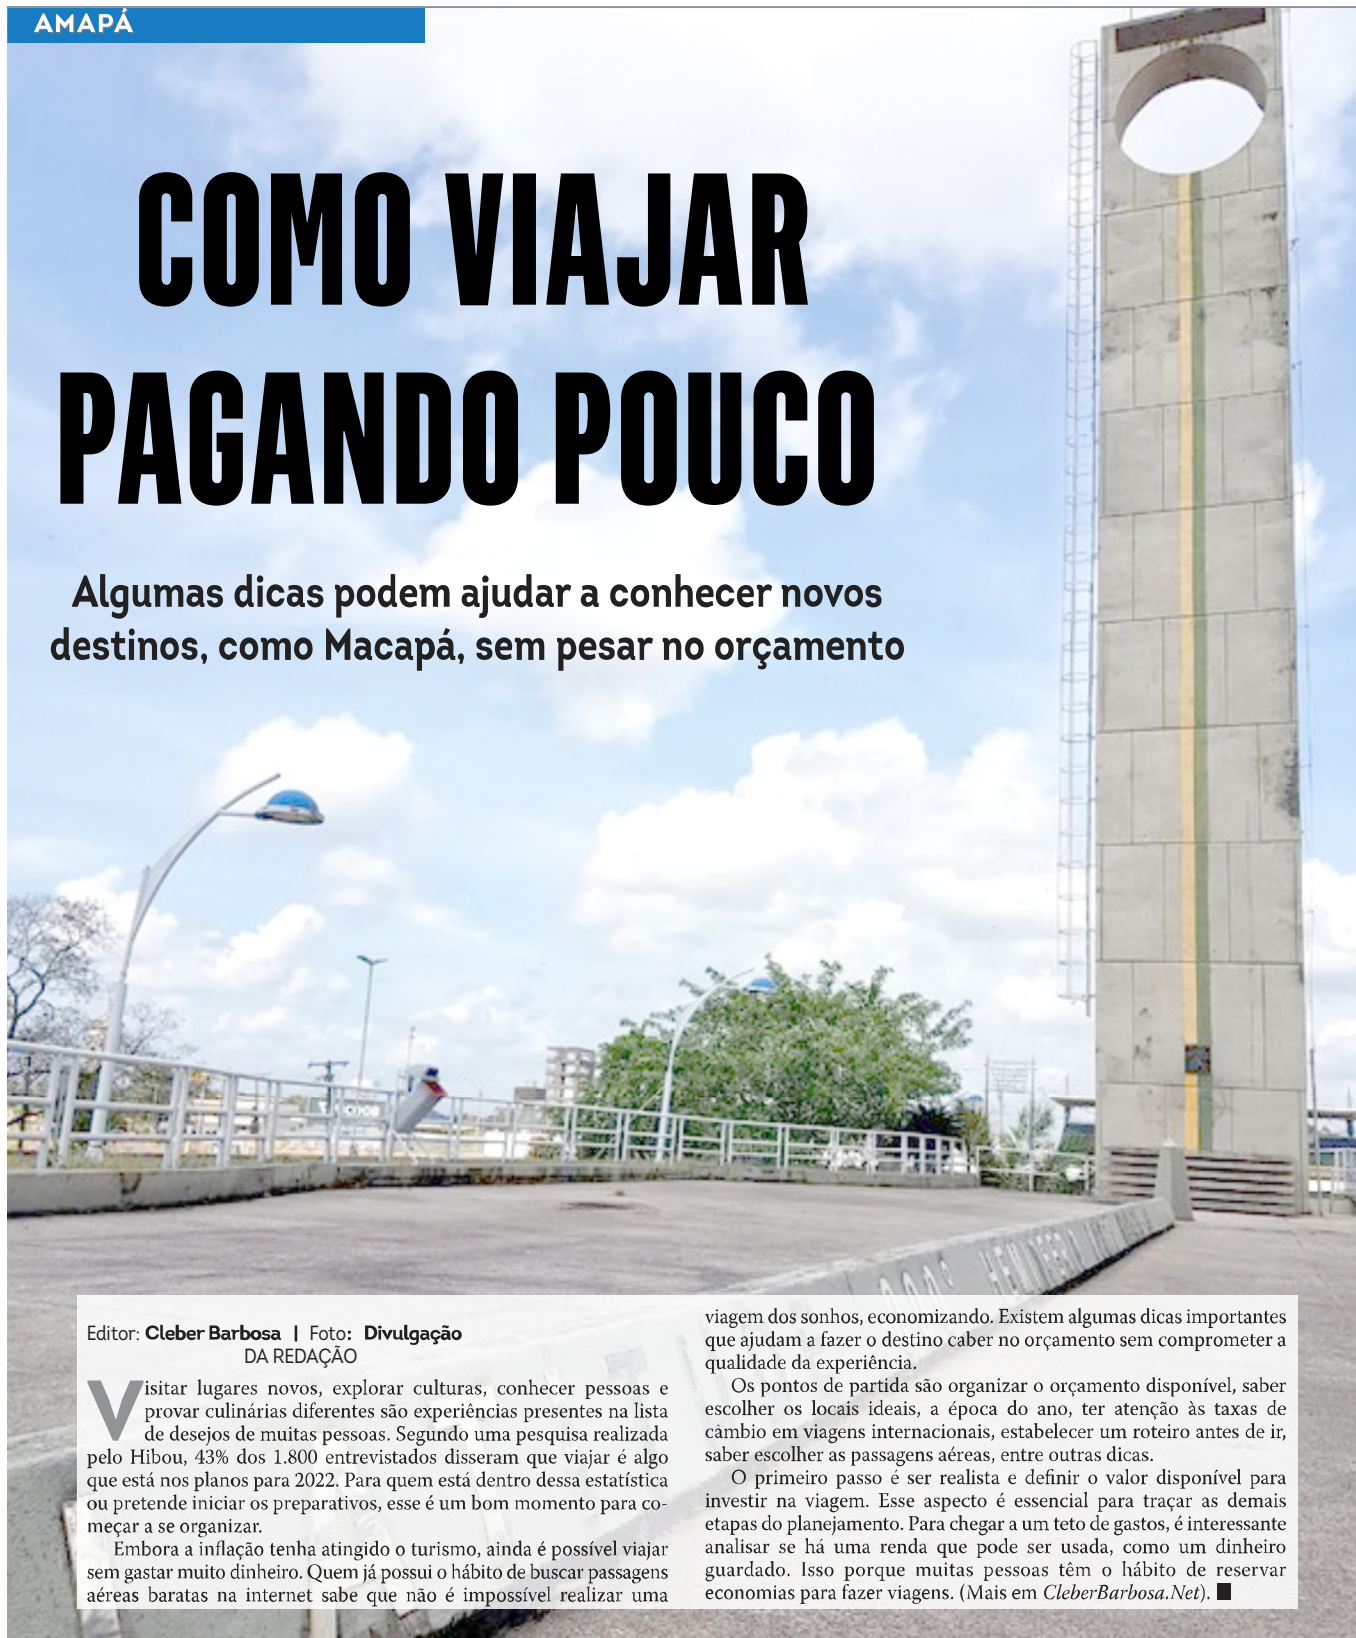 AMAPÁ
COMO VIAJAR
PAGANDO POUCO
Algumas dicas podem ajudar a conhecer novos
destinos, como Macapá, sem pesar no orçamento
Editor: Cleber Barbosa | Foto: Divulgação
DA REDAÇÃO
Visitar lugares novos, explorar culturas, conhecer pessoas e
provar culinárias diferentes são experiências presentes na lista
de desejos de muitas pessoas. Segundo uma pesquisa realizada
pelo Hibou, 43% dos 1.800 entrevistados disseram que viajar é algo
que está nos planos para 2022. Para quem está dentro dessa estatística
ou pretende iniciar os preparativos, esse é um bom momento para co-
meçar a se organizar.
Embora a inflação tenha atingido o turismo, ainda é possível viajar
sem gastar muito dinheiro. Quem já possui o hábito de buscar passagens
aéreas baratas na internet sabe que não é impossível realizar uma
viagem dos sonhos, economizando. Existem algumas dicas importantes
que ajudam a fazer o destino caber no orçamento sem comprometer a
qualidade da experiência.
Os pontos de partida são organizar o orçamento disponível, saber
escolher os locais ideais, a época do ano, ter atenção às taxas de
câmbio em viagens internacionais, estabelecer um roteiro antes de ir,
saber escolher as passagens aéreas, entre outras dicas.
O primeiro passo é ser realista e definir o valor disponível para
investir na viagem. Esse aspecto é essencial para traçar as demais
etapas do planejamento. Para chegar a um teto de gastos, é interessante
analisar se há uma renda que pode ser usada, como um dinheiro
guardado. Isso porque muitas pessoas têm o hábito de reservar
economias para fazer viagens. (Mais em CleberBarbosa.Net).